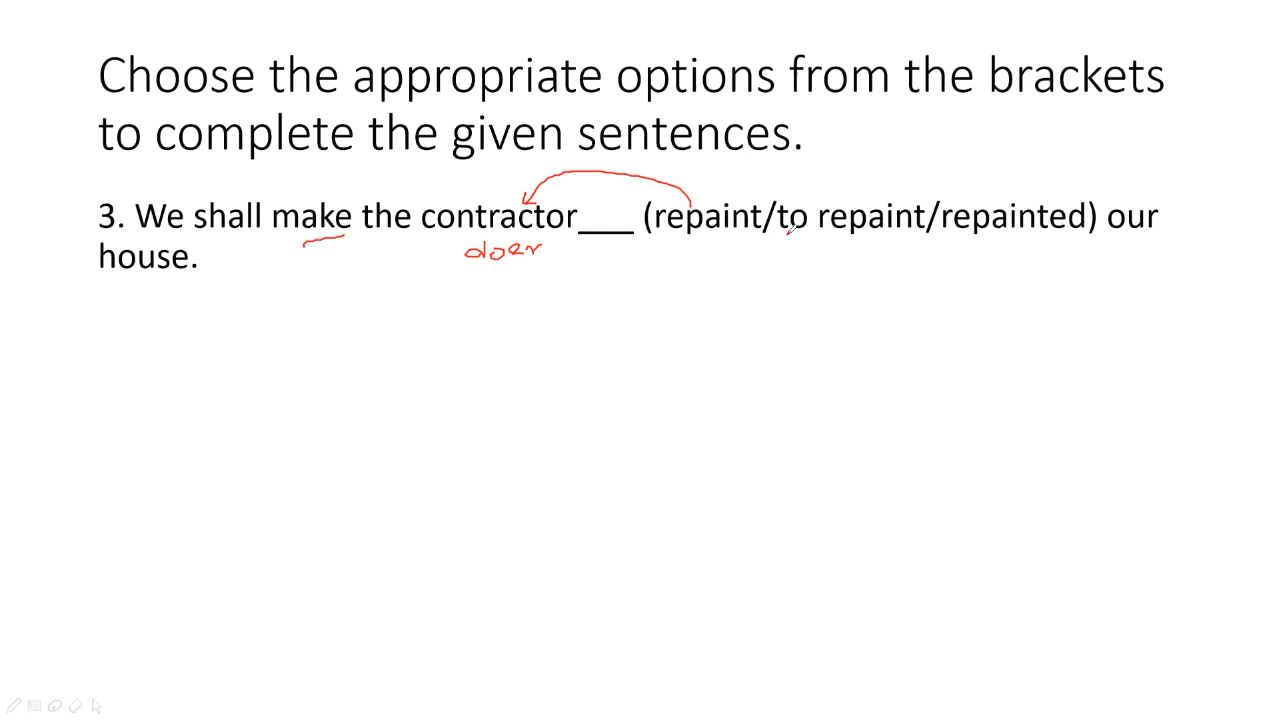 Choose the appropriate options from the brackets
to complete the given sentences.
3. We shall make the contractor___ (repaint/to repaint/repainted) our
doer
house.